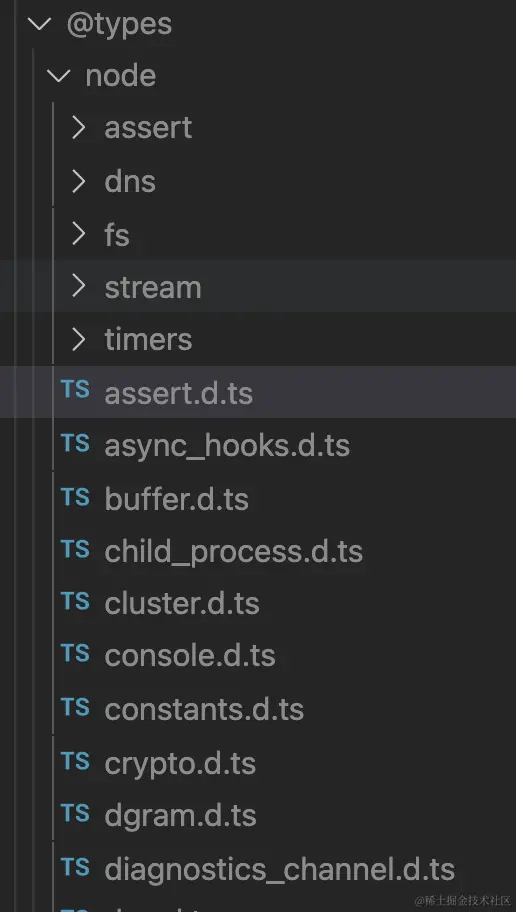 @types
node
assert
dns
fs
stream
timers
TS assert.d.ts
TS async_hooks.d.ts
TS buffer.d.ts
TS child_process.d.ts
TS cluster.d.ts
TS console.d.ts
TS constants.d.ts
TS crypto.d.ts
TS dgram.d.ts
TS diagnostics_channel.d.ts
@稀土掘金技术社区